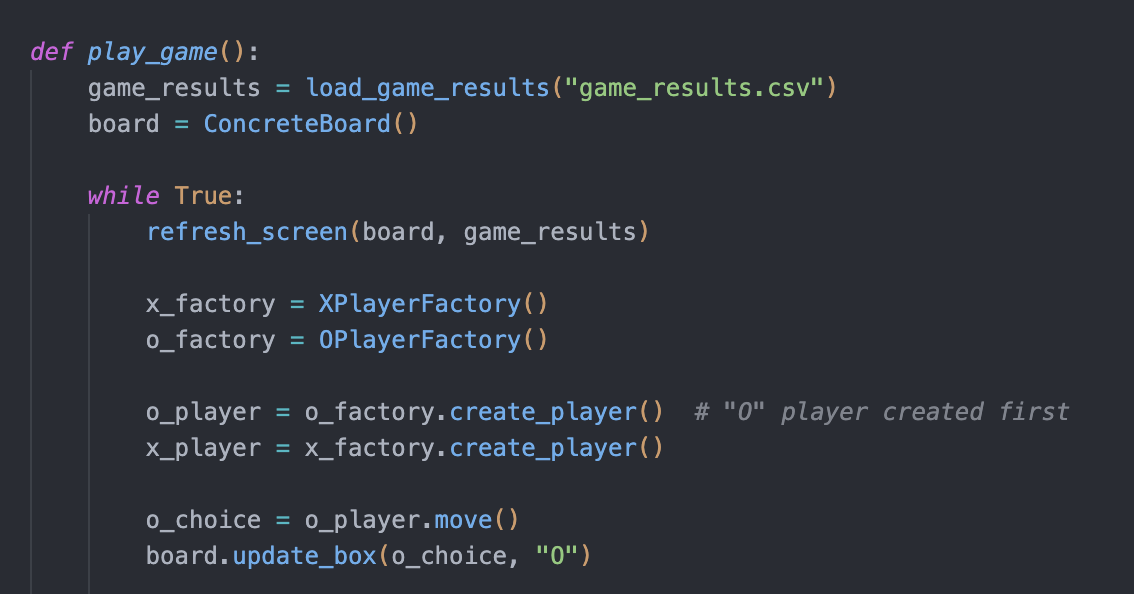 def play_game():
    game_results = load_game_results("game_results.csv")
    board = ConcreteBoard()

    while True:
        refresh_screen(board, game_results)

        x_factory = XPlayerFactory()
        o_factory = OPlayerFactory()

        o_player = o_factory.create_player()  # "O" player created first
        x_player = x_factory.create_player()

        o_choice = o_player.move()
        board.update_box(o_choice, "O")